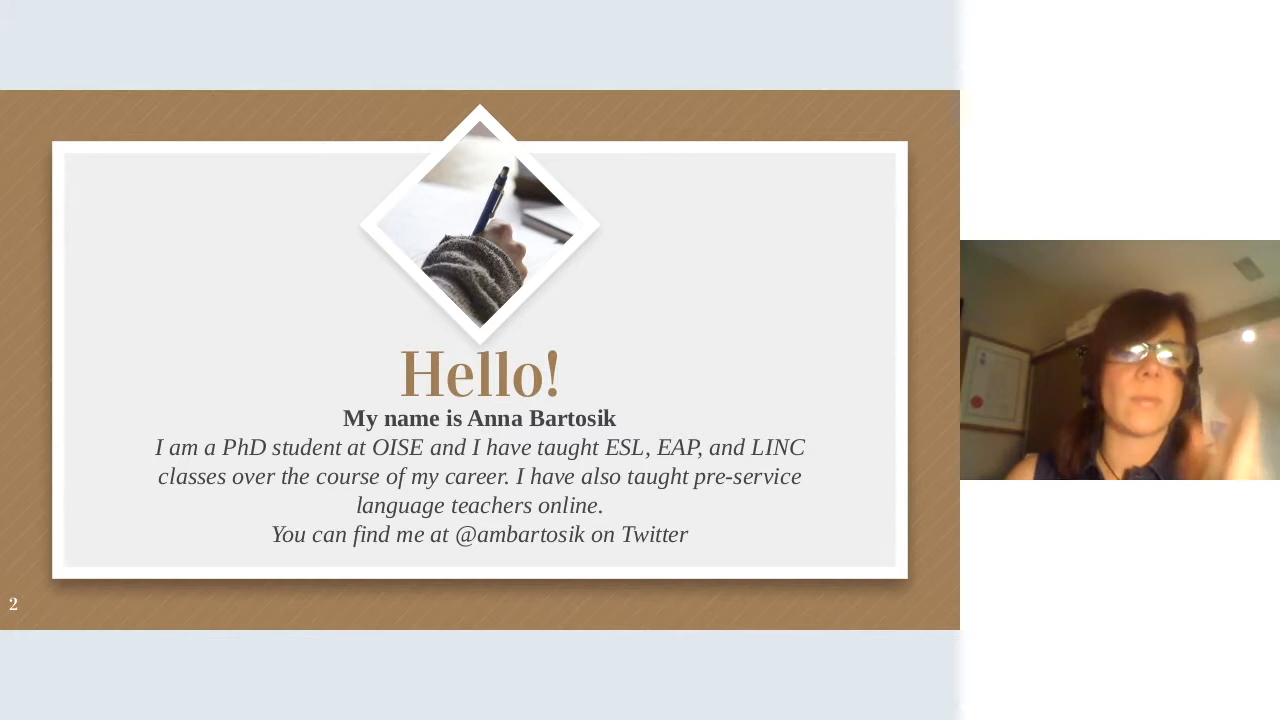 Hello!
My name is Anna Bartosik
I am a PhD student at OISE and I have taught ESL, EAP, and LINC
classes over the course of my career. I have also taught pre-service
language teachers online.
You can find me at @ambartosik on Twitter
2